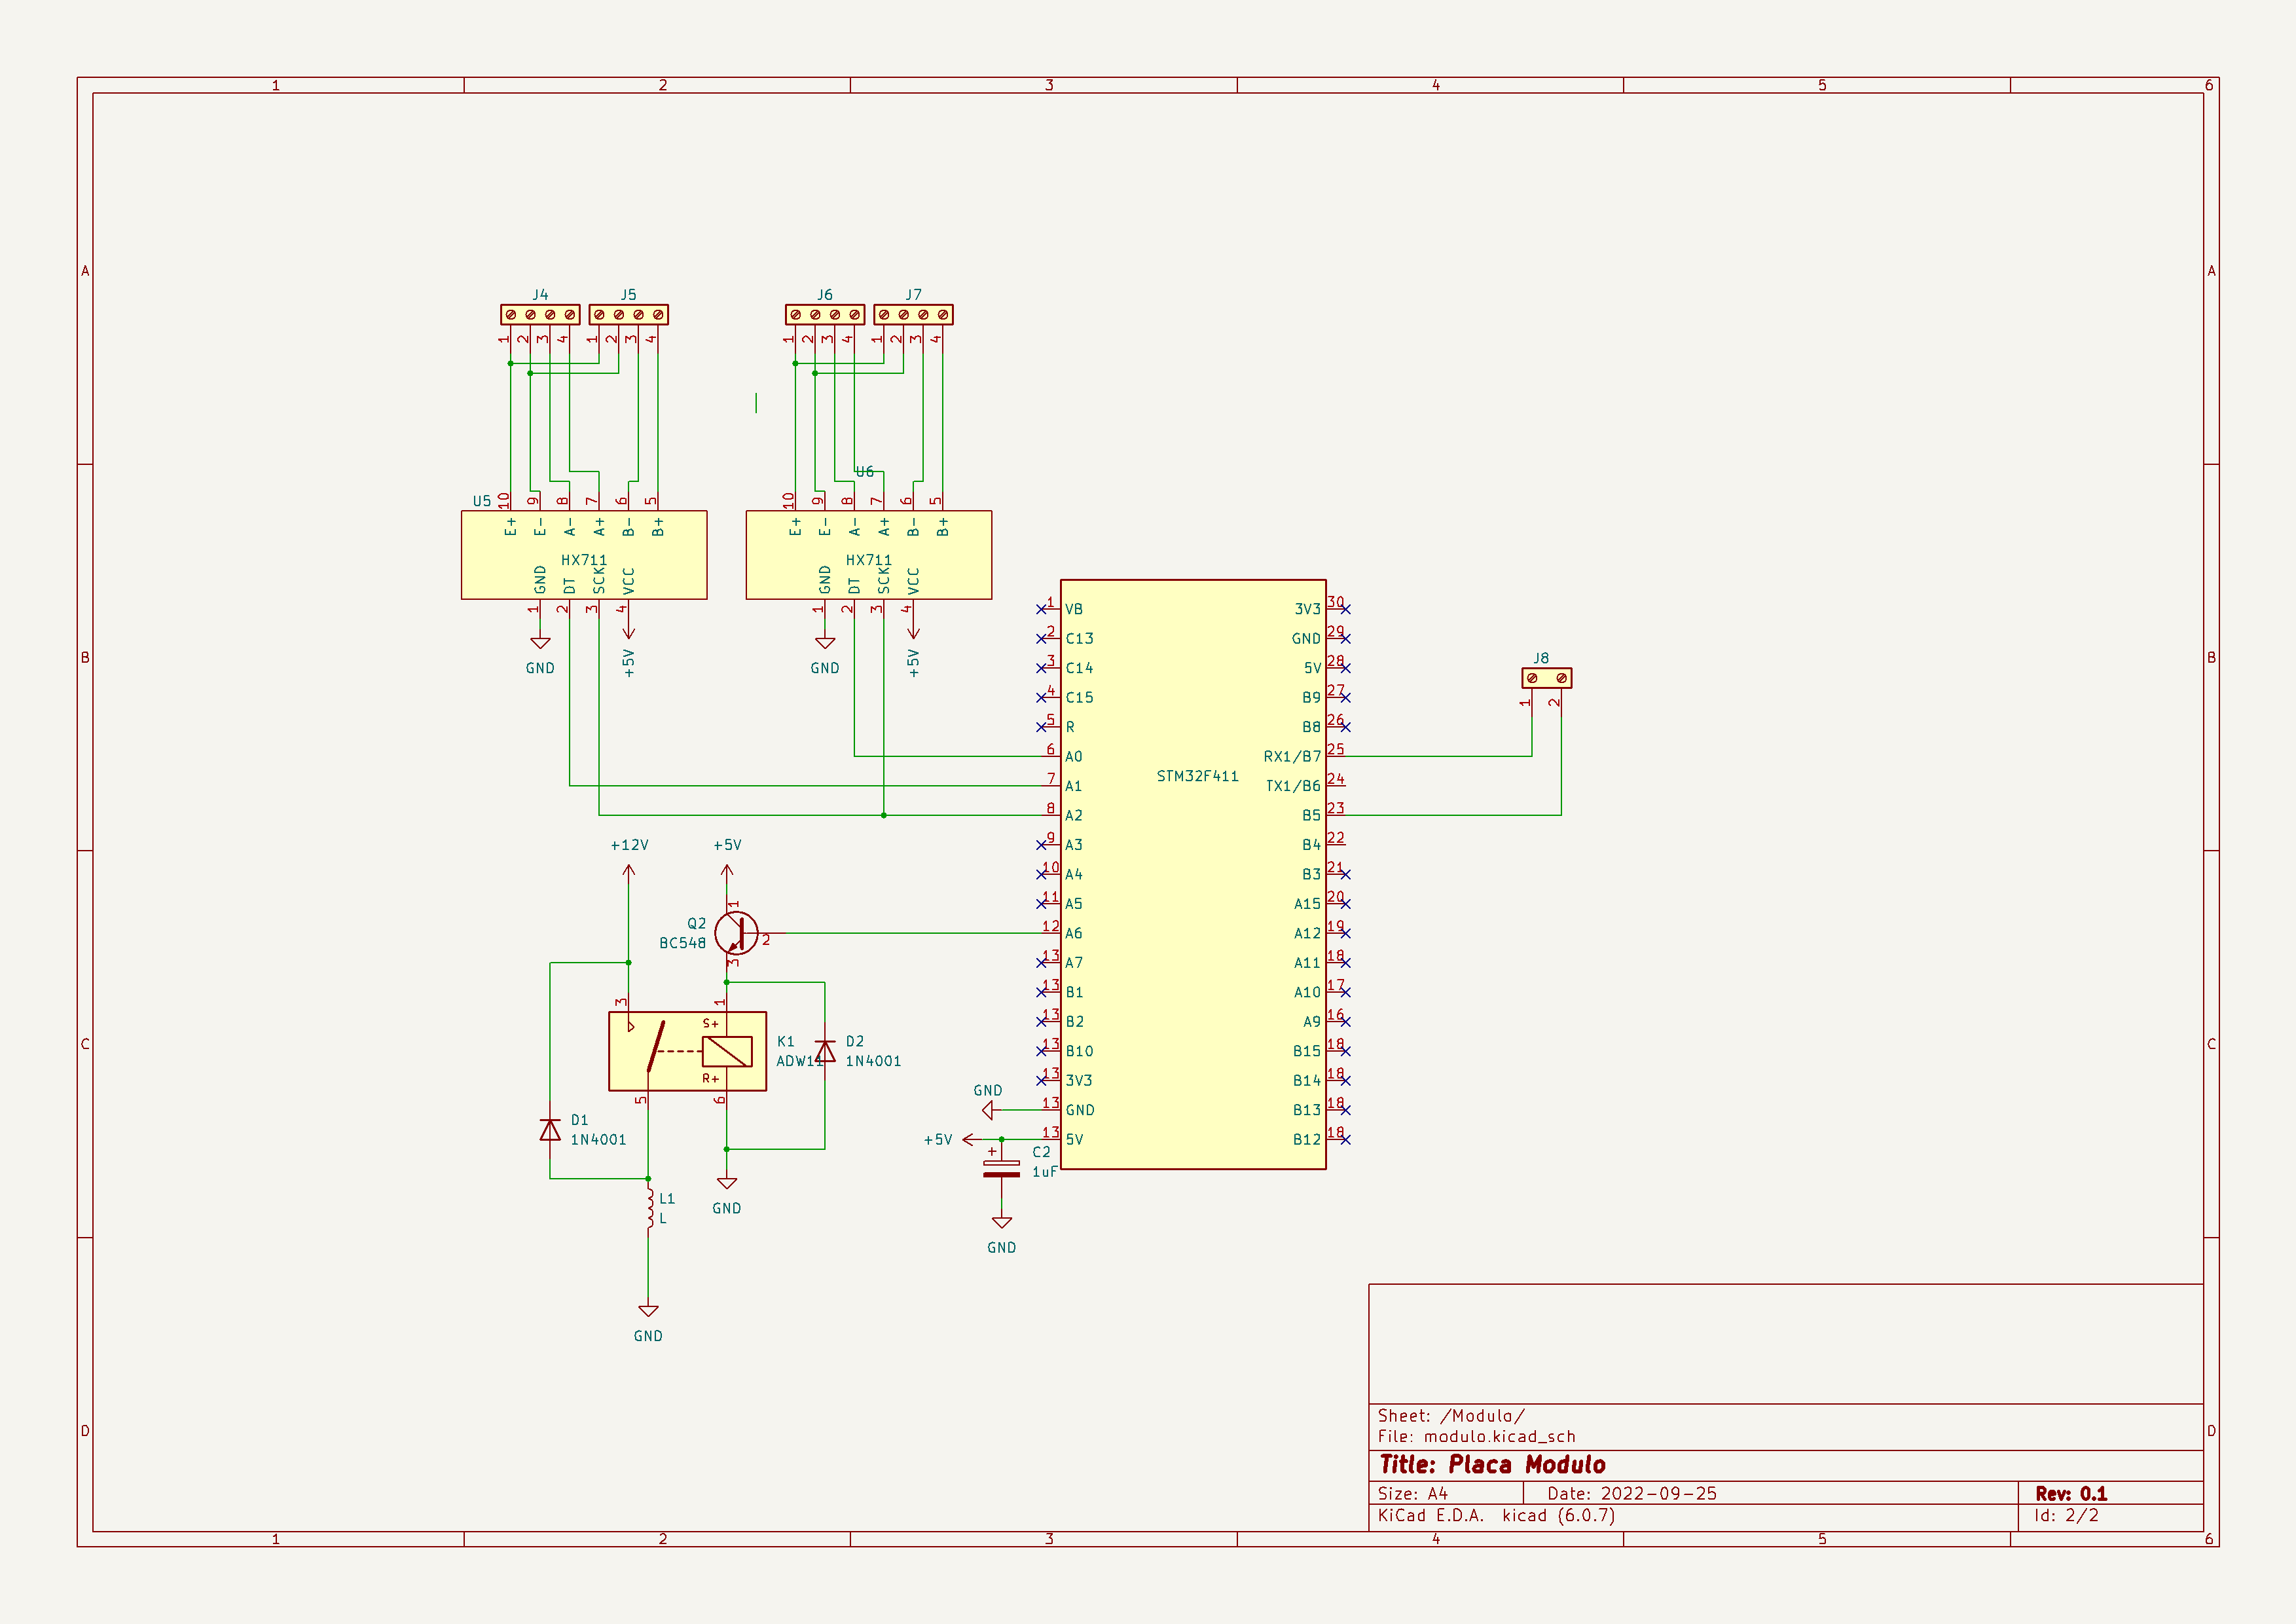 1 2 3 4 5 6
A A
J4 J5 J6 J7
1 2 3 4 1 2 3 4 1 2 3 4 1 2 3 4
U6
U5
10 9 8 7 6 5 10 9 8 7 6 5
E+ E- A- A+ B- B+ E+ E- A- A+ B- B+
HX711 HX711
GND DT SCK VCC GND DT SCK VCC
1 2 3 4 1 2 3 4
GND +5V GND +5V
B B
J8
1 2
1 VB 3V3 30
2 C13 GND 29
3 C14 5V 28
4 C15 B9 27
5 R B8 26
6 A0 RX1/B7 25
STM32F411
7 A1 TX1/B6 24
8 A2 B5 23
9 A3 B4 22
10 A4 B3 21
11 A5 A15 20
12 A6 A12 19
13 A7 A11 18
13 B1 A10 17
13 B2 A9 16
13 B10 B15 18
13 3V3 B14 18
13 GND B13 18
13 5V B12 18
+12V +5V
1
Q2
BC548
2
3
3 1
S+
R+
K1
ADW11
D2
1N4001
5 6
C C
D1
1N4001
GND
GND
+5V
+
C2
1uF
GND
L1
L
GND
D D
Sheet: /Modulo/
File: modulo.kicad_sch
Title: Placa Modulo
Size: A4 Date: 2022-09-25 Rev: 0.1
KiCad E.D.A. kicad (6.0.7) Id: 2/2
1 2 3 4 5 6